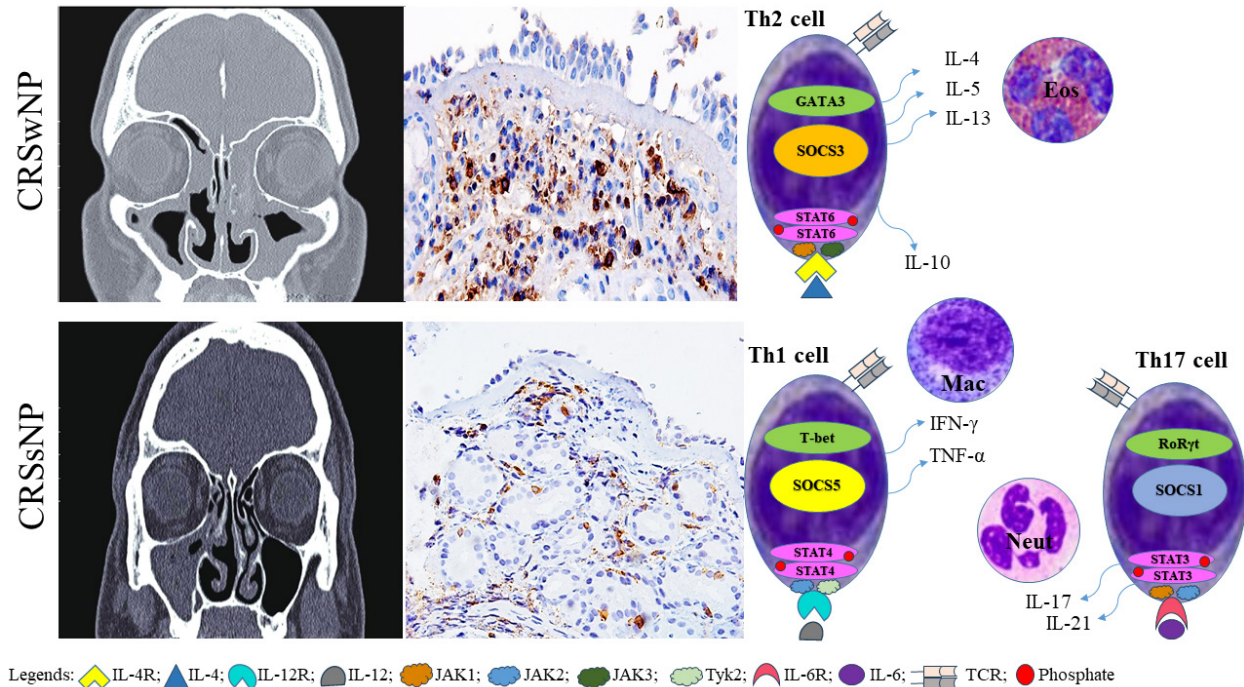 CRSwNP
Th2 cell
GATA3
SOCS3
STAT6
STAT6
IL-4
IL-5
IL-13
Eos
IL-10
CRSsNP
Th1 cell
T-bet
SOCS5
STAT4
STAT4
Mac
IFN-γ
TNF-α
Th17 cell
RoRγt
SOCS1
STAT3
STAT3
Neut
IL-17
IL-21
Legends: IL-4R; IL-4; IL-12R; IL-12; JAK1; JAK2; JAK3; Tyk2; IL-6R; IL-6; TCR; Phosphate